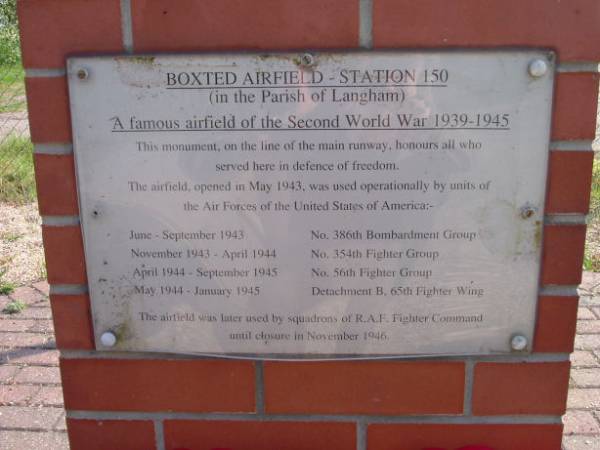 BOXTED AIRFIELD - STATION 150
(in the Parish of Langham)
A famous airfield of the Second World War 1939-1945
This monument, on the line of the main runway, honours all who
served here in defence of freedom.
The airfield, opened in May 1943, was used operationally by units of
the Air Forces of the United States of America:-
June - September 1943 No. 386th Bombardment Group
November 1943 - April 1944 No. 354th Fighter Group
April 1944 - September 1945 No. 56th Fighter Group
May 1944 - January 1945 Detachment B, 65th Fighter Wing
The airfield was later used by squadrons of R.A.F. Fighter Command
until closure in November 1946.